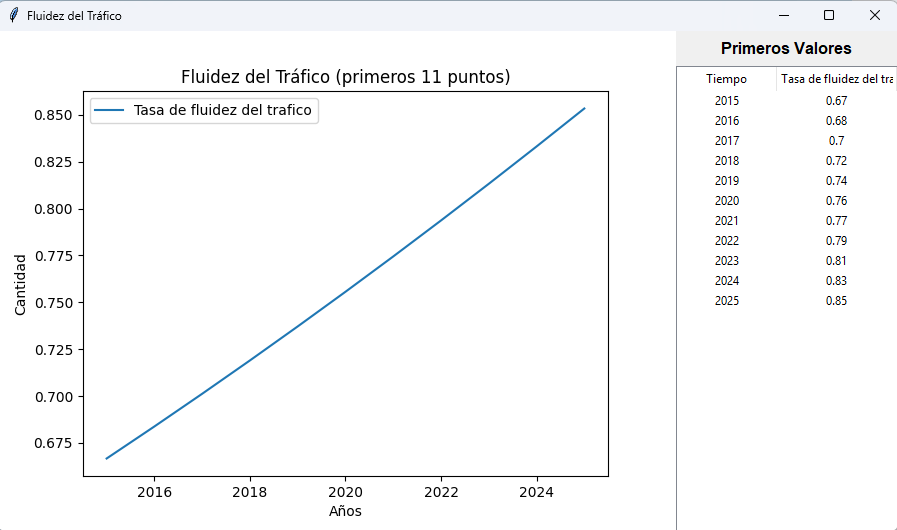 Fluidez del Tráfico
Fluidez del Tráfico (primeros 11 puntos)
Tasa de fluidez del trafico
0.850
0.825
0.800
0.775
0.750
0.725
0.700
0.675
Cantidad
2016 2018 2020 2022 2024
Años
Primeros Valores
Tiempo Tasa de fluidez del tra
2015 0.67
2016 0.68
2017 0.7
2018 0.72
2019 0.74
2020 0.76
2021 0.77
2022 0.79
2023 0.81
2024 0.83
2025 0.85